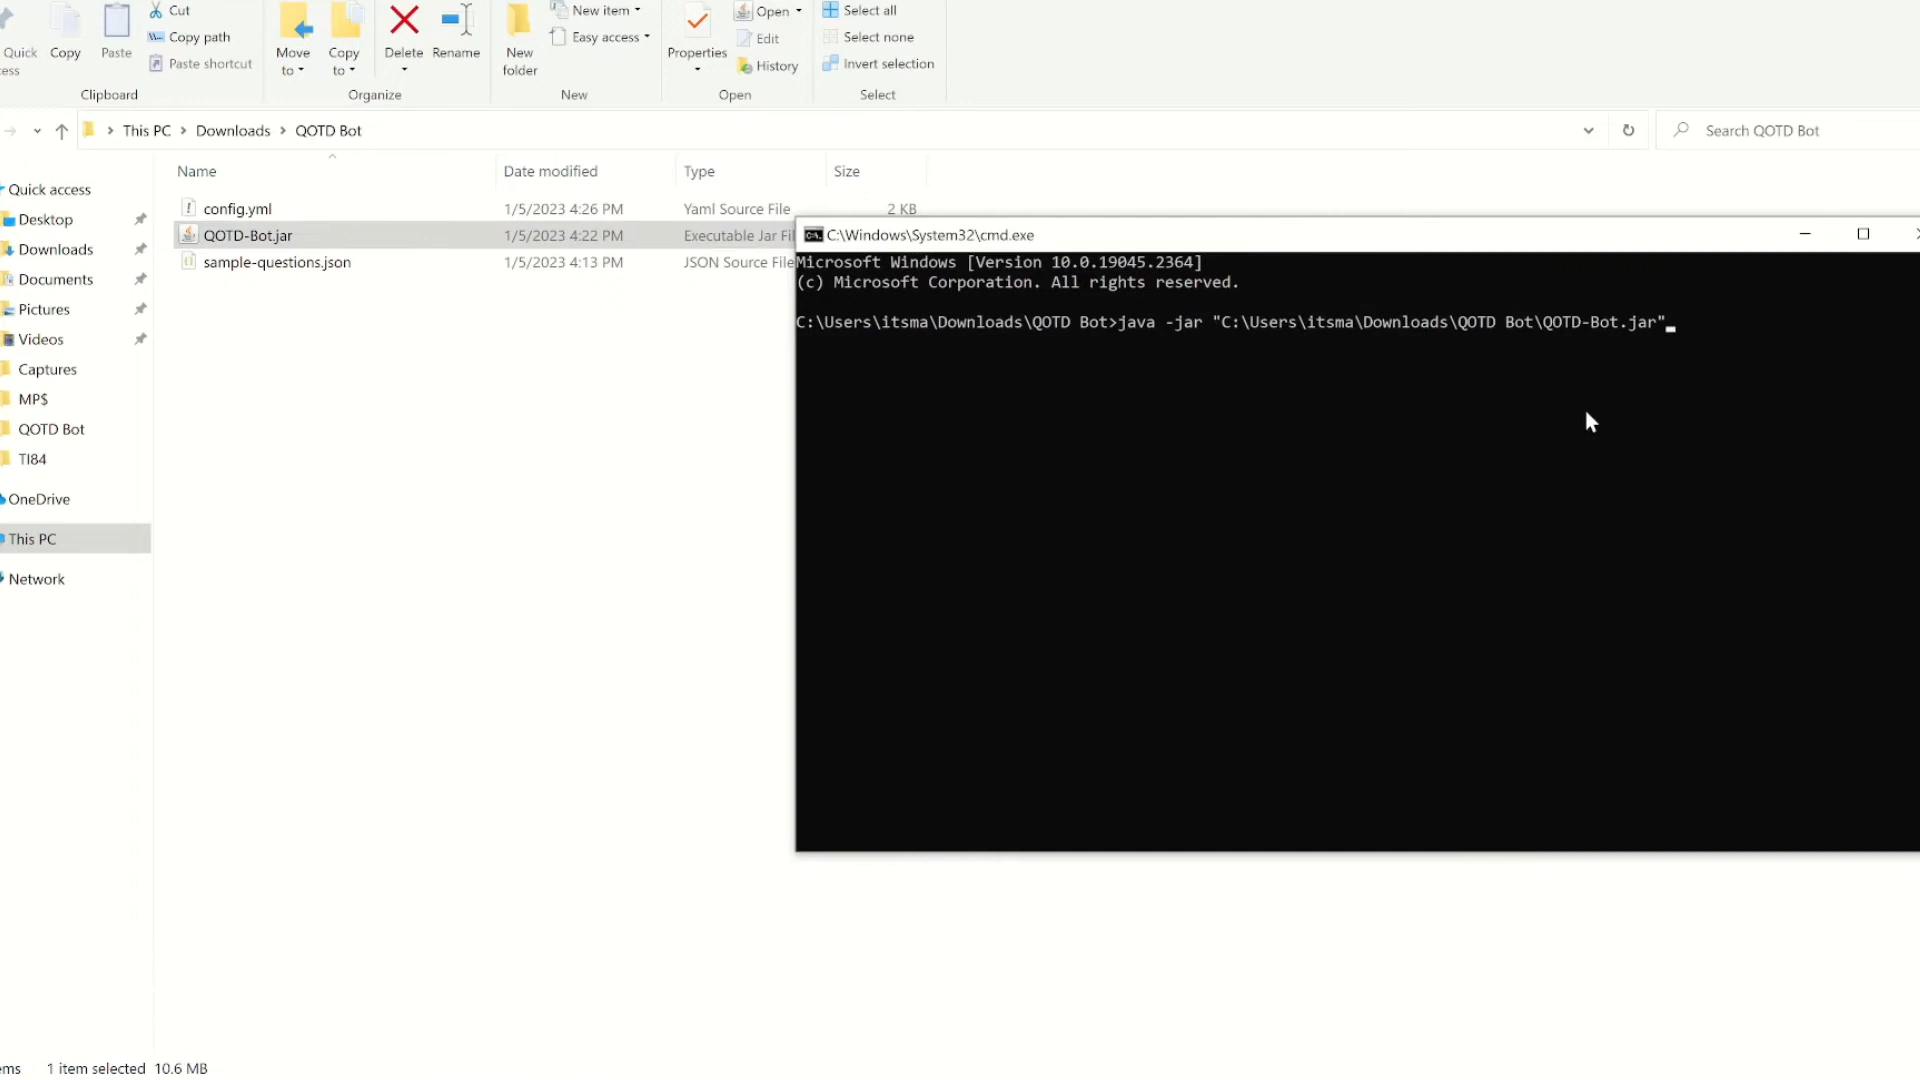 Cut
New item
Open
Select all
Quick
Copy
Paste
Copy path
Move
Copy
Delete
Rename
New
Easy access
Properties
Edit
Select none
to
to
folder
Paste shortcut
History
Invert selection
Clipboard
Organize
New
Open
Select
This PC > Downloads > QOTD Bot
Search QOTD Bot
Name
Date modified
Type
Size
config.yml
1/5/2023 4:26 PM
Yaml Source File
2 KB
QOTD-Bot.jar
1/5/2023 4:22 PM
Executable Jar Fil
sample-questions.json
1/5/2023 4:13 PM
JSON Source File
Quick access
Desktop
Downloads
Documents
Pictures
Videos
Captures
MP$
QOTD Bot
TI84
OneDrive
This PC
Network
C:\Windows\System32\cmd.exe
Microsoft Windows [Version 10.0.19045.2364]
(c) Microsoft Corporation. All rights reserved.
C:\Users\itsma\Downloads\QOTD Bot>java -jar "C:\Users\itsma\Downloads\QOTD Bot\QOTD-Bot.jar"
1 item selected 10.6 MB